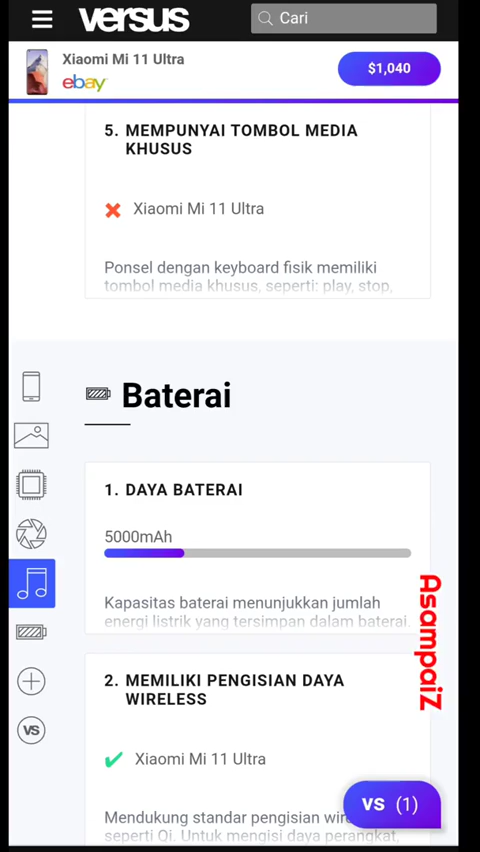 versus
Cari
Xiaomi Mi 11 Ultra
ebay
$1,040
5. MEMPUNYAI TOMBOL MEDIA
KHUSUS
Xiaomi Mi 11 Ultra
Ponsel dengan keyboard fisik memiliki
tombol media khusus, seperti: play, stop,
Baterai
1. DAYA BATERAI
5000mAh
Kapasitas baterai menunjukkan jumlah
energi listrik yang tersimpan dalam baterai.
AsampaiZ
2. MEMILIKI PENGISIAN DAYA
WIRELESS
VS
Xiaomi Mi 11 Ultra
VS (1)
Mendukung standar pengisian
seperti Qi. Untuk mengisi daya perangkat,